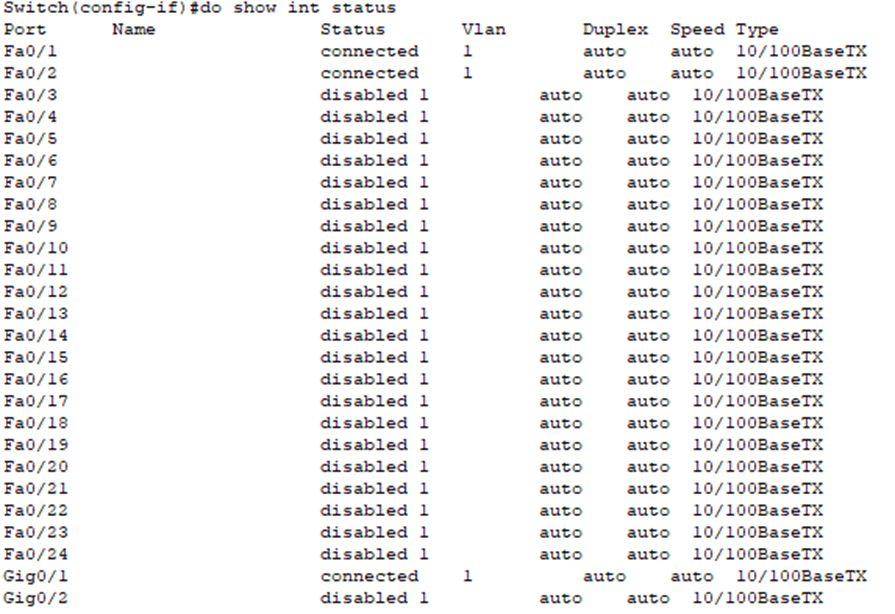 Switch(config-if)#do show int status
Port      Name               Status       Vlan       Duplex  Speed Type
Fa0/1                        connected    1          auto    auto  10/100BaseTX
Fa0/2                        connected    1          auto    auto  10/100BaseTX
Fa0/3                        disabled 1          auto    auto  10/100BaseTX
Fa0/4                        disabled 1          auto    auto  10/100BaseTX
Fa0/5                        disabled 1          auto    auto  10/100BaseTX
Fa0/6                        disabled 1          auto    auto  10/100BaseTX
Fa0/7                        disabled 1          auto    auto  10/100BaseTX
Fa0/8                        disabled 1          auto    auto  10/100BaseTX
Fa0/9                        disabled 1          auto    auto  10/100BaseTX
Fa0/10                       disabled 1          auto    auto  10/100BaseTX
Fa0/11                       disabled 1          auto    auto  10/100BaseTX
Fa0/12                       disabled 1          auto    auto  10/100BaseTX
Fa0/13                       disabled 1          auto    auto  10/100BaseTX
Fa0/14                       disabled 1          auto    auto  10/100BaseTX
Fa0/15                       disabled 1          auto    auto  10/100BaseTX
Fa0/16                       disabled 1          auto    auto  10/100BaseTX
Fa0/17                       disabled 1          auto    auto  10/100BaseTX
Fa0/18                       disabled 1          auto    auto  10/100BaseTX
Fa0/19                       disabled 1          auto    auto  10/100BaseTX
Fa0/20                       disabled 1          auto    auto  10/100BaseTX
Fa0/21                       disabled 1          auto    auto  10/100BaseTX
Fa0/22                       disabled 1          auto    auto  10/100BaseTX
Fa0/23                       disabled 1          auto    auto  10/100BaseTX
Fa0/24                       disabled 1          auto    auto  10/100BaseTX
Gig0/1                       connected    1          auto    auto  10/100BaseTX
Gig0/2                       disabled 1          auto    auto  10/100BaseTX